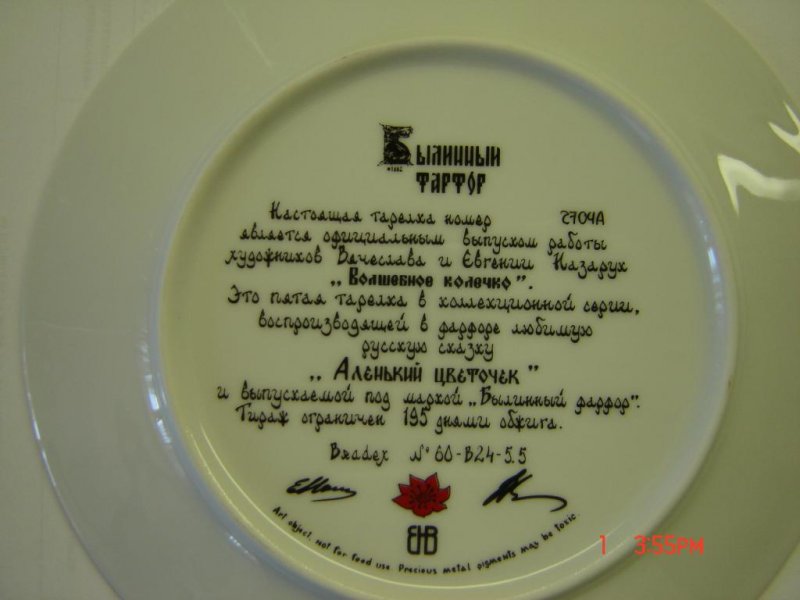 Былинный
фарфор
Настоящая тарелка номер 2704A
является официальным выпуском работы
художников Вячеслава и Евгении Назарук
„Волшебное колечко”.
Это пятая тарелка в коллекционной серии,
воспроизводящей в фарфоре любимую
русскую сказку
„Аленький цветочек”
и выпускаемой под маркой „Былинный фарфор”.
Тираж ограничен 195 днями обжига.
Bradex N° 60-B24-5.5
Art object. Not for food use. Precious metal pigments may be toxic.
1 3:55PM